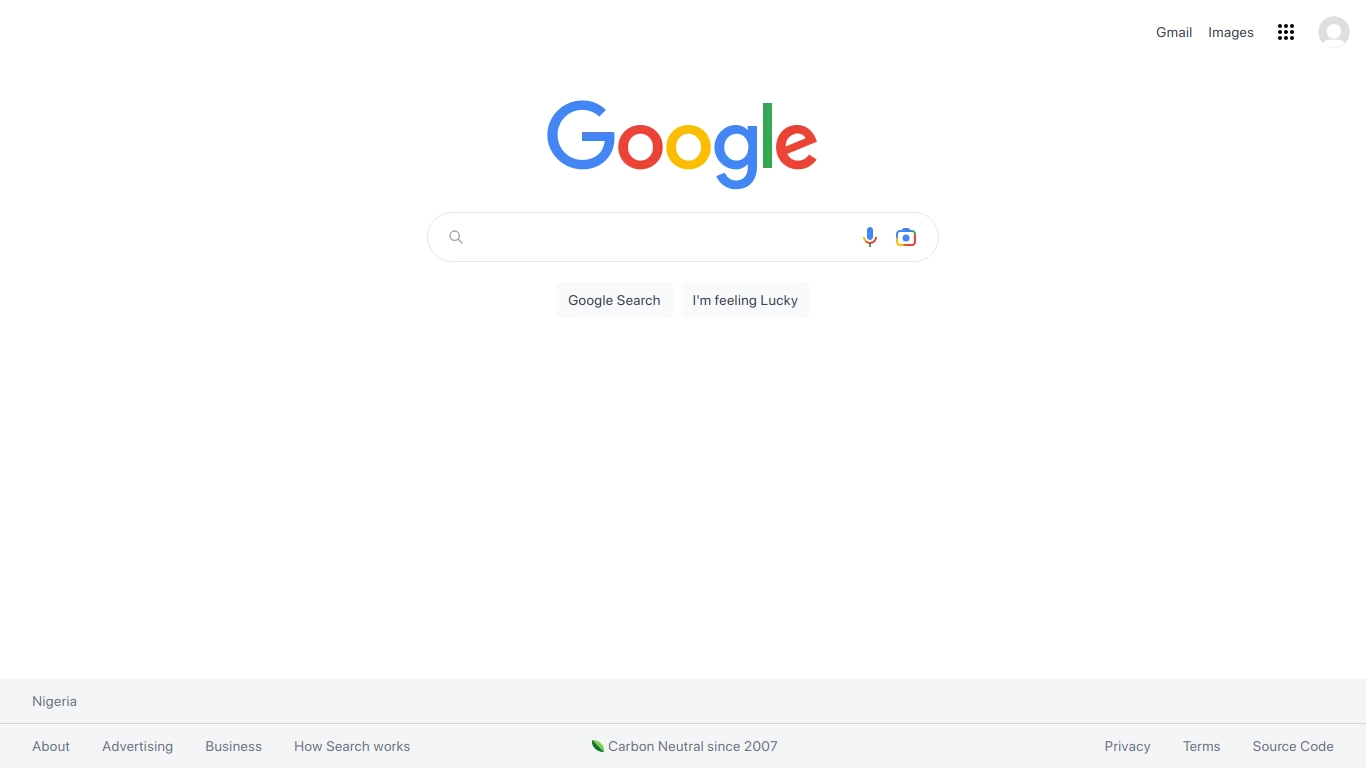 Gmail Images
Google
Google Search I'm feeling Lucky
Nigeria
About Advertising Business How Search works Carbon Neutral since 2007 Privacy Terms Source Code